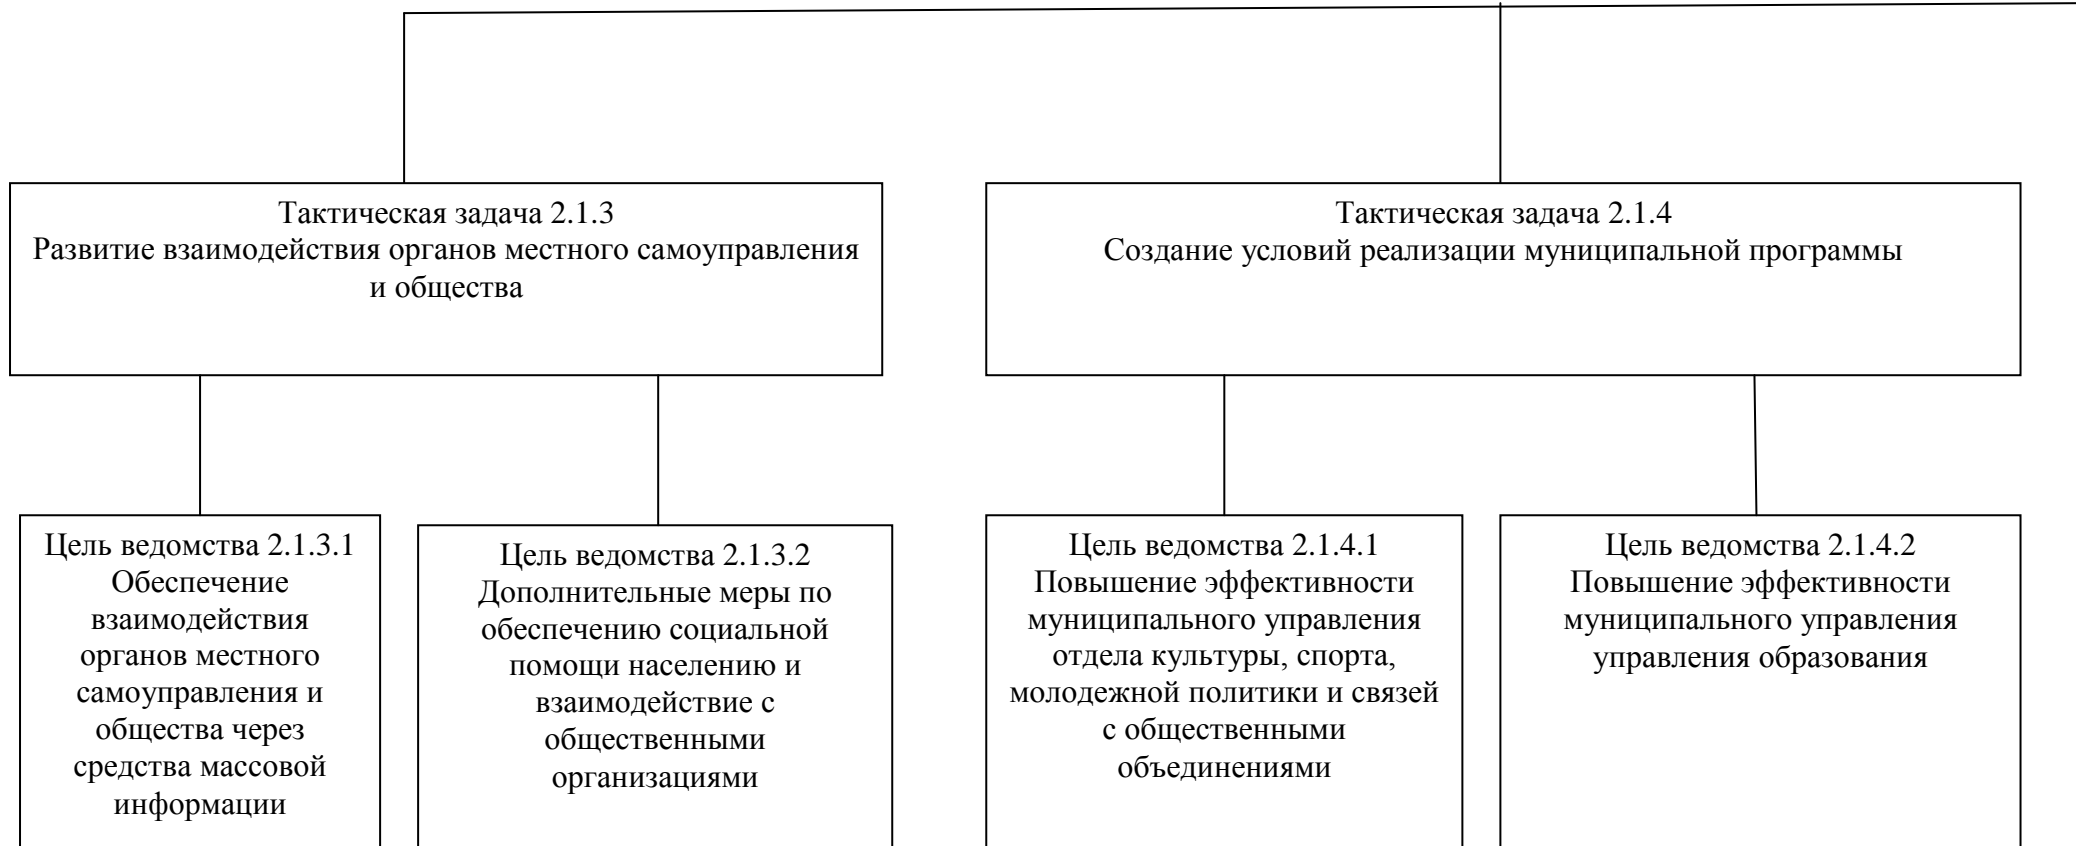 Тактическая задача 2.1.3
Развитие взаимодействия органов местного самоуправления
и общества
Тактическая задача 2.1.4
Создание условий реализации муниципальной программы
Цель ведомства 2.1.3.1
Обеспечение
взаимодействия
органов местного
самоуправления и
общества через
средства массовой
информации
Цель ведомства 2.1.3.2
Дополнительные меры по
обеспечению социальной
помощи населению и
взаимодействие с
общественными
организациями
Цель ведомства 2.1.4.1
Повышение эффективности
муниципального управления
отдела культуры, спорта,
молодежной политики и связей
с общественными
объединениями
Цель ведомства 2.1.4.2
Повышение эффективности
муниципального управления
управления образования